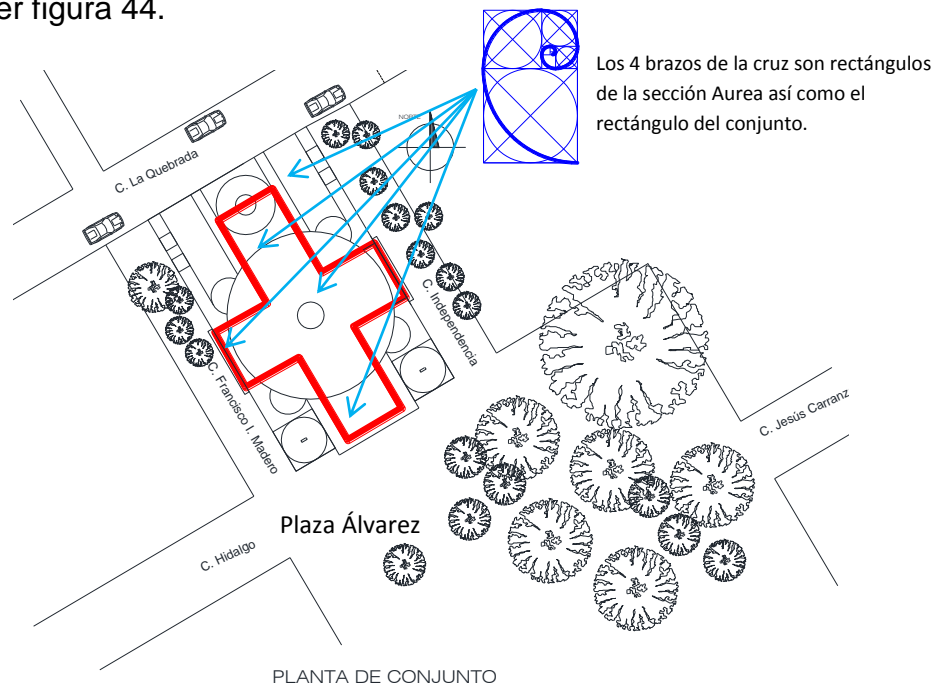 er figura 44.
Los 4 brazos de la cruz son rectángulos
de la sección Aurea así como el
rectángulo del conjunto.
NORTE
C. La Quebrada
C. Independencia
C. Francisco I. Madero
C. Jesús Carranz
Plaza Álvarez
C. Hidalgo
PLANTA DE CONJUNTO